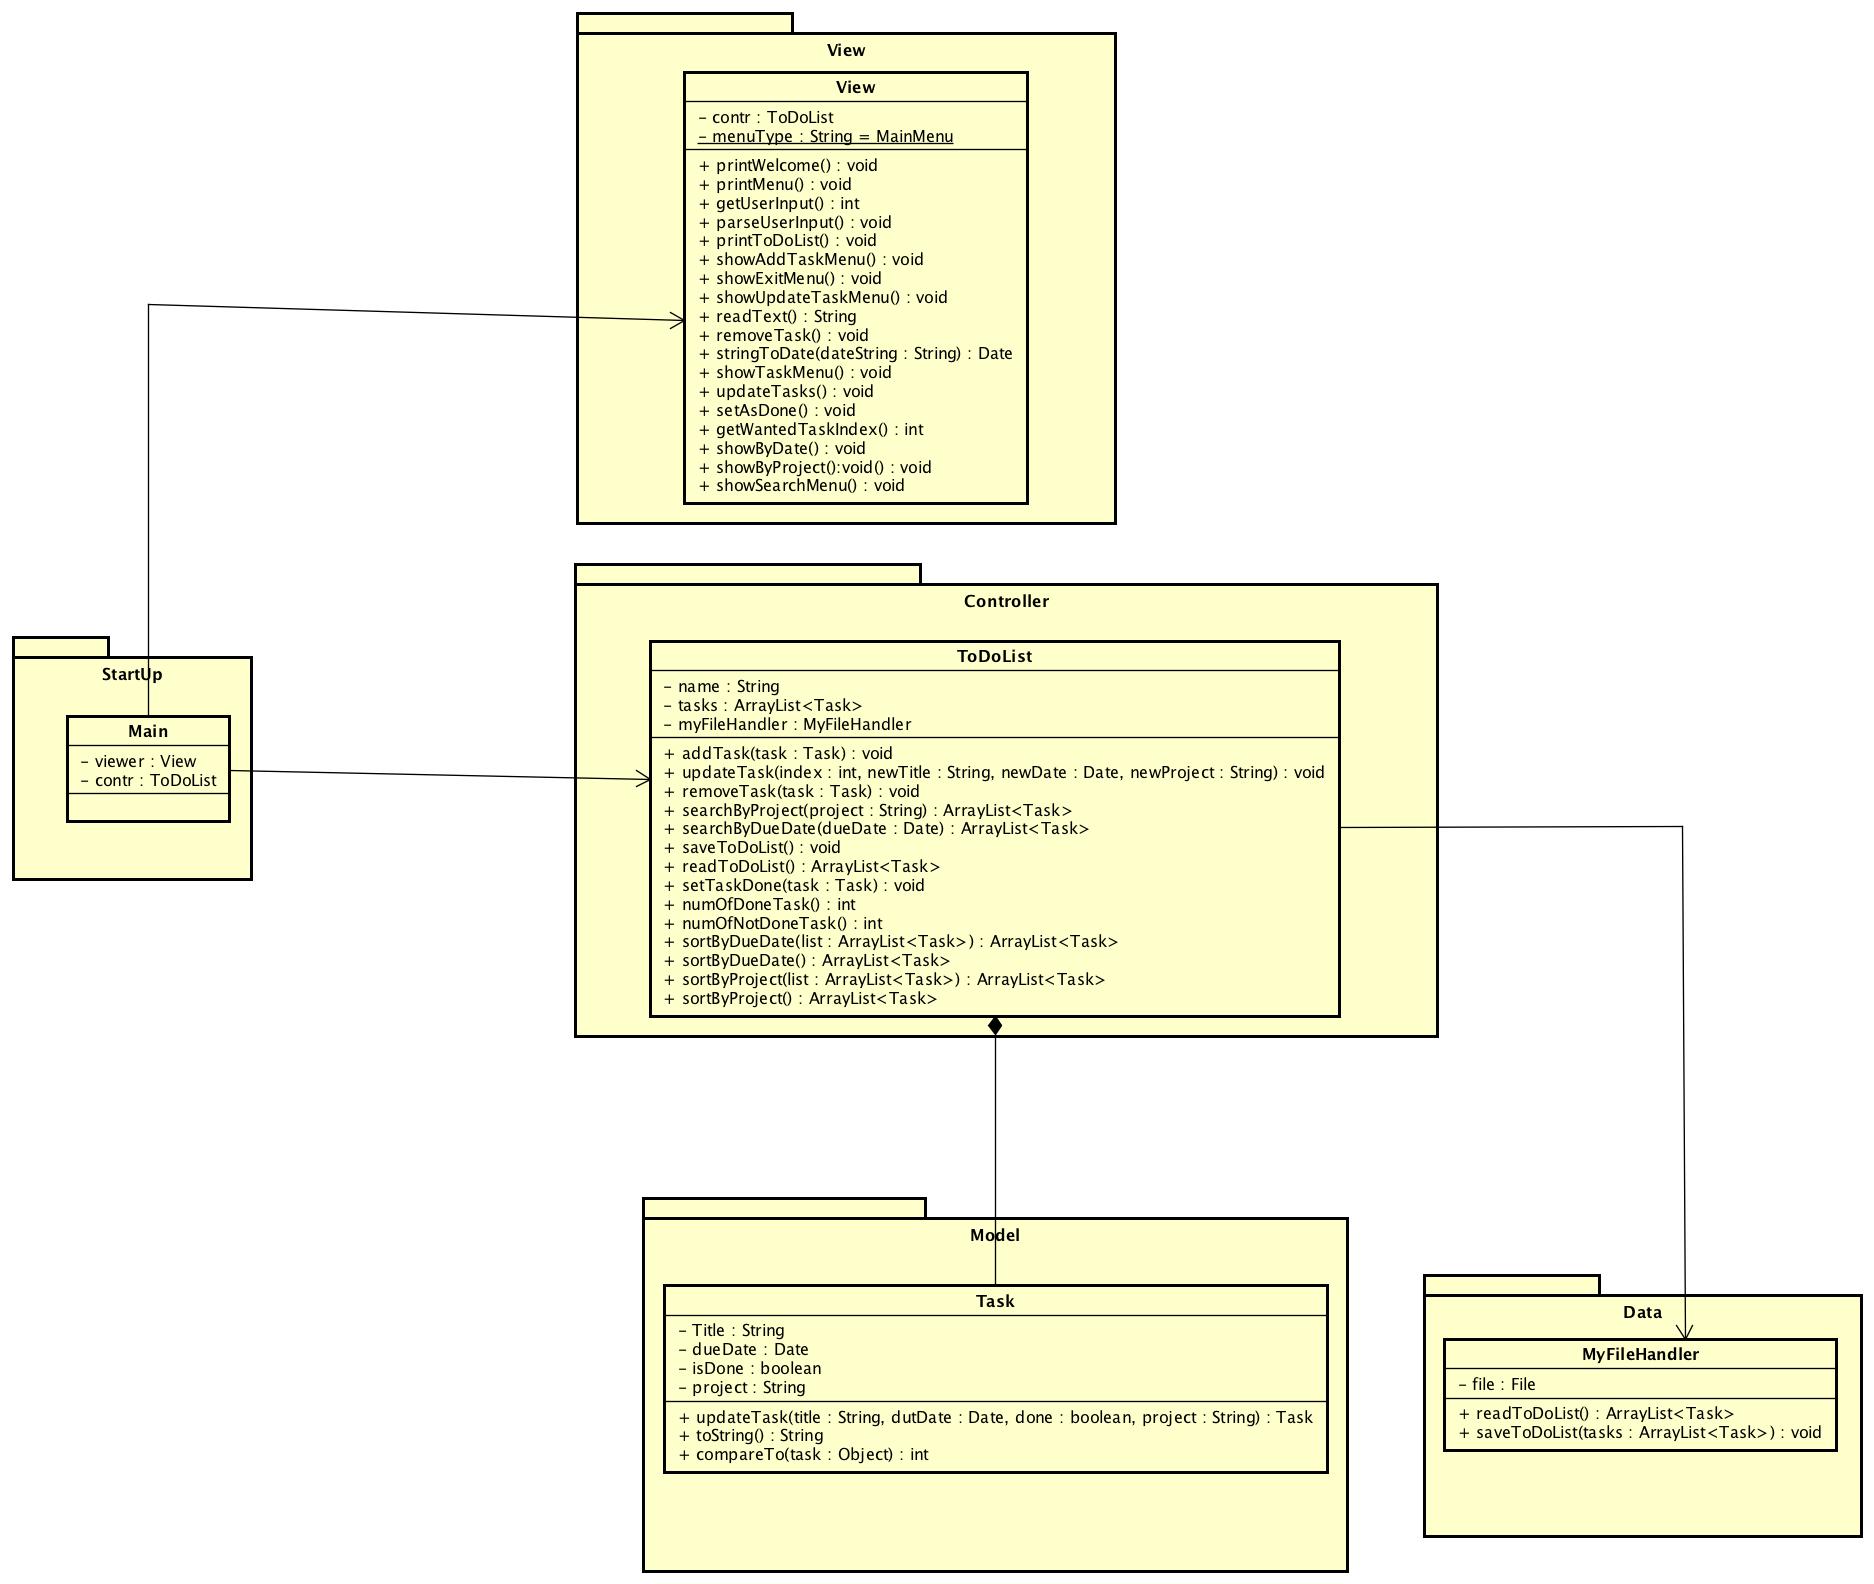 View
View
- contr : ToDoList
- menuType : String = MainMenu
+ printWelcome() : void
+ printMenu() : void
+ getUserInput() : int
+ parseUserInput() : void
+ printToDoList() : void
+ showAddTaskMenu() : void
+ showExitMenu() : void
+ showUpdateTaskMenu() : void
+ readText() : String
+ removeTask() : void
+ stringToDate(dateString : String) : Date
+ showTaskMenu() : void
+ updateTasks() : void
+ setAsDone() : void
+ getWantedTaskIndex() : int
+ showByDate() : void
+ showByProject():void() : void
+ showSearchMenu() : void
StartUp
Main
- viewer : View
- contr : ToDoList
Controller
ToDoList
- name : String
- tasks : ArrayList<Task>
- myFileHandler : MyFileHandler
+ addTask(task : Task) : void
+ updateTask(index : int, newTitle : String, newDate : Date, newProject : String) : void
+ removeTask(task : Task) : void
+ searchByProject(project : String) : ArrayList<Task>
+ searchByDueDate(dueDate : Date) : ArrayList<Task>
+ saveToDoList() : void
+ readToDoList() : ArrayList<Task>
+ setTaskDone(task : Task) : void
+ numOfDoneTask() : int
+ numOfNotDoneTask() : int
+ sortByDueDate(list : ArrayList<Task>) : ArrayList<Task>
+ sortByDueDate() : ArrayList<Task>
+ sortByProject(list : ArrayList<Task>) : ArrayList<Task>
+ sortByProject() : ArrayList<Task>
Model
Task
- Title : String
- dueDate : Date
- isDone : boolean
- project : String
+ updateTask(title : String, dutDate : Date, done : boolean, project : String) : Task
+ toString() : String
+ compareTo(task : Object) : int
Data
MyFileHandler
- file : File
+ readToDoList() : ArrayList<Task>
+ saveToDoList(tasks : ArrayList<Task>) : void